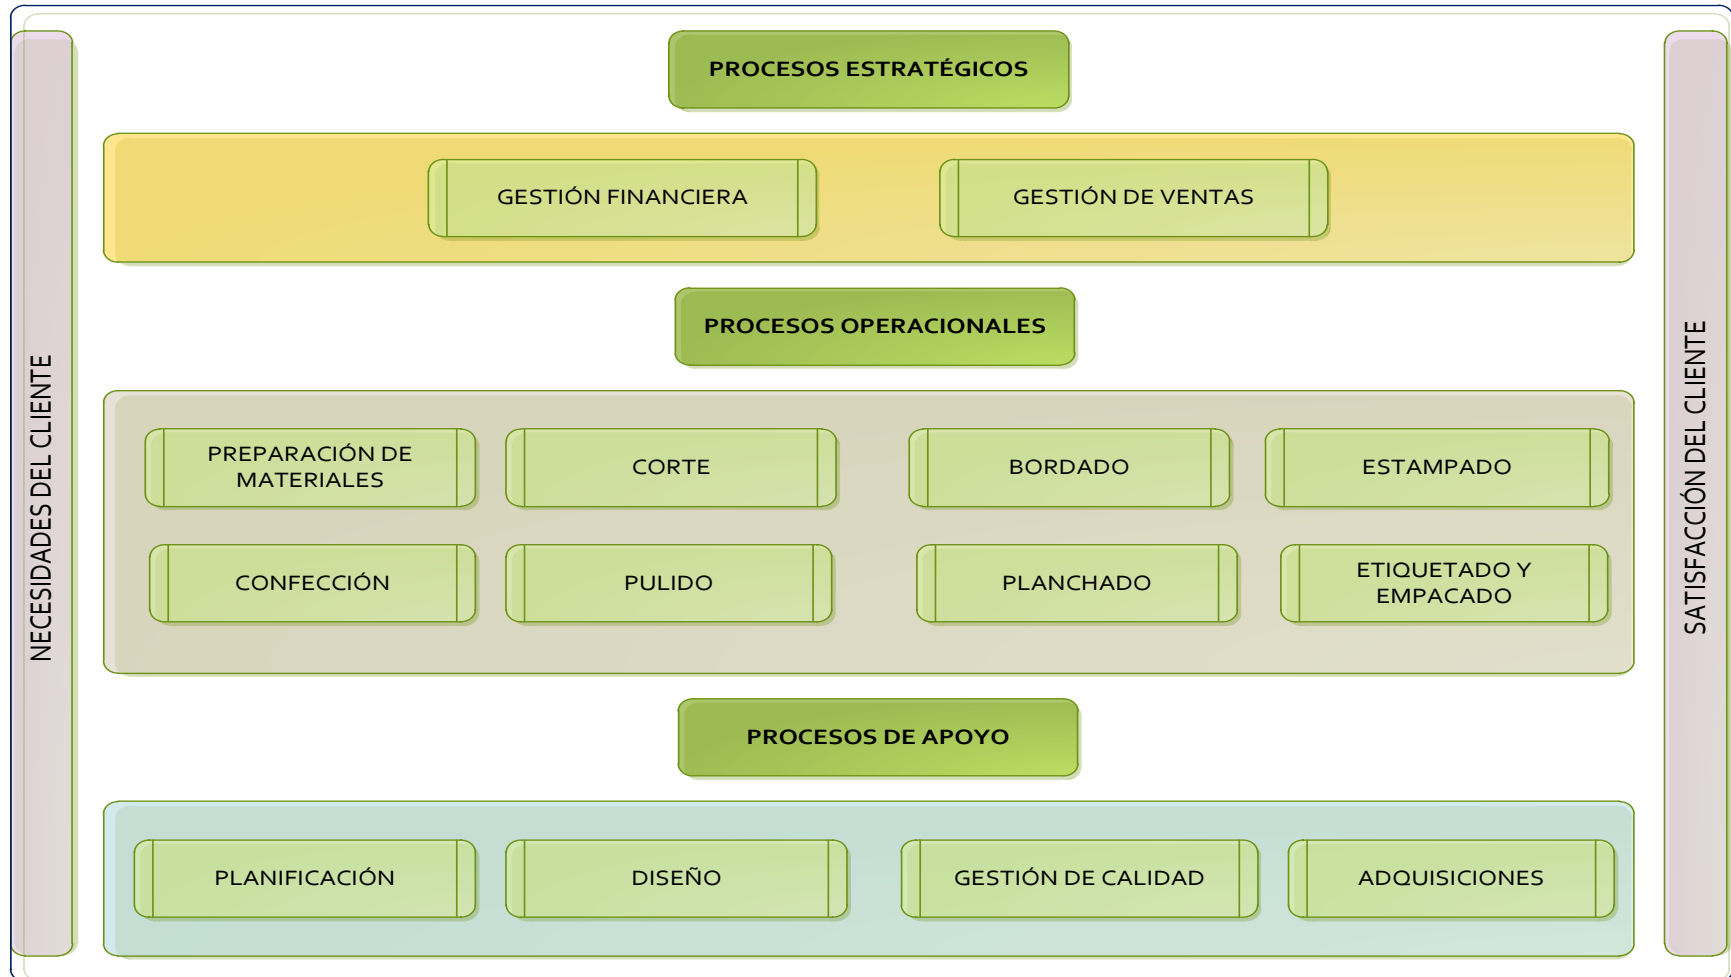 PROCESOS ESTRATÉGICOS
GESTIÓN FINANCIERA
GESTIÓN DE VENTAS
PROCESOS OPERACIONALES
NECESIDADES DEL CLIENTE
SATISFACCIÓN DEL CLIENTE
PREPARACIÓN DE
MATERIALES
CORTE
BORDADO
ESTAMPADO
CONFECCIÓN
PULIDO
PLANCHADO
ETIQUETADO Y
EMPACADO
PROCESOS DE APOYO
PLANIFICACIÓN
DISEÑO
GESTIÓN DE CALIDAD
ADQUISICIONES